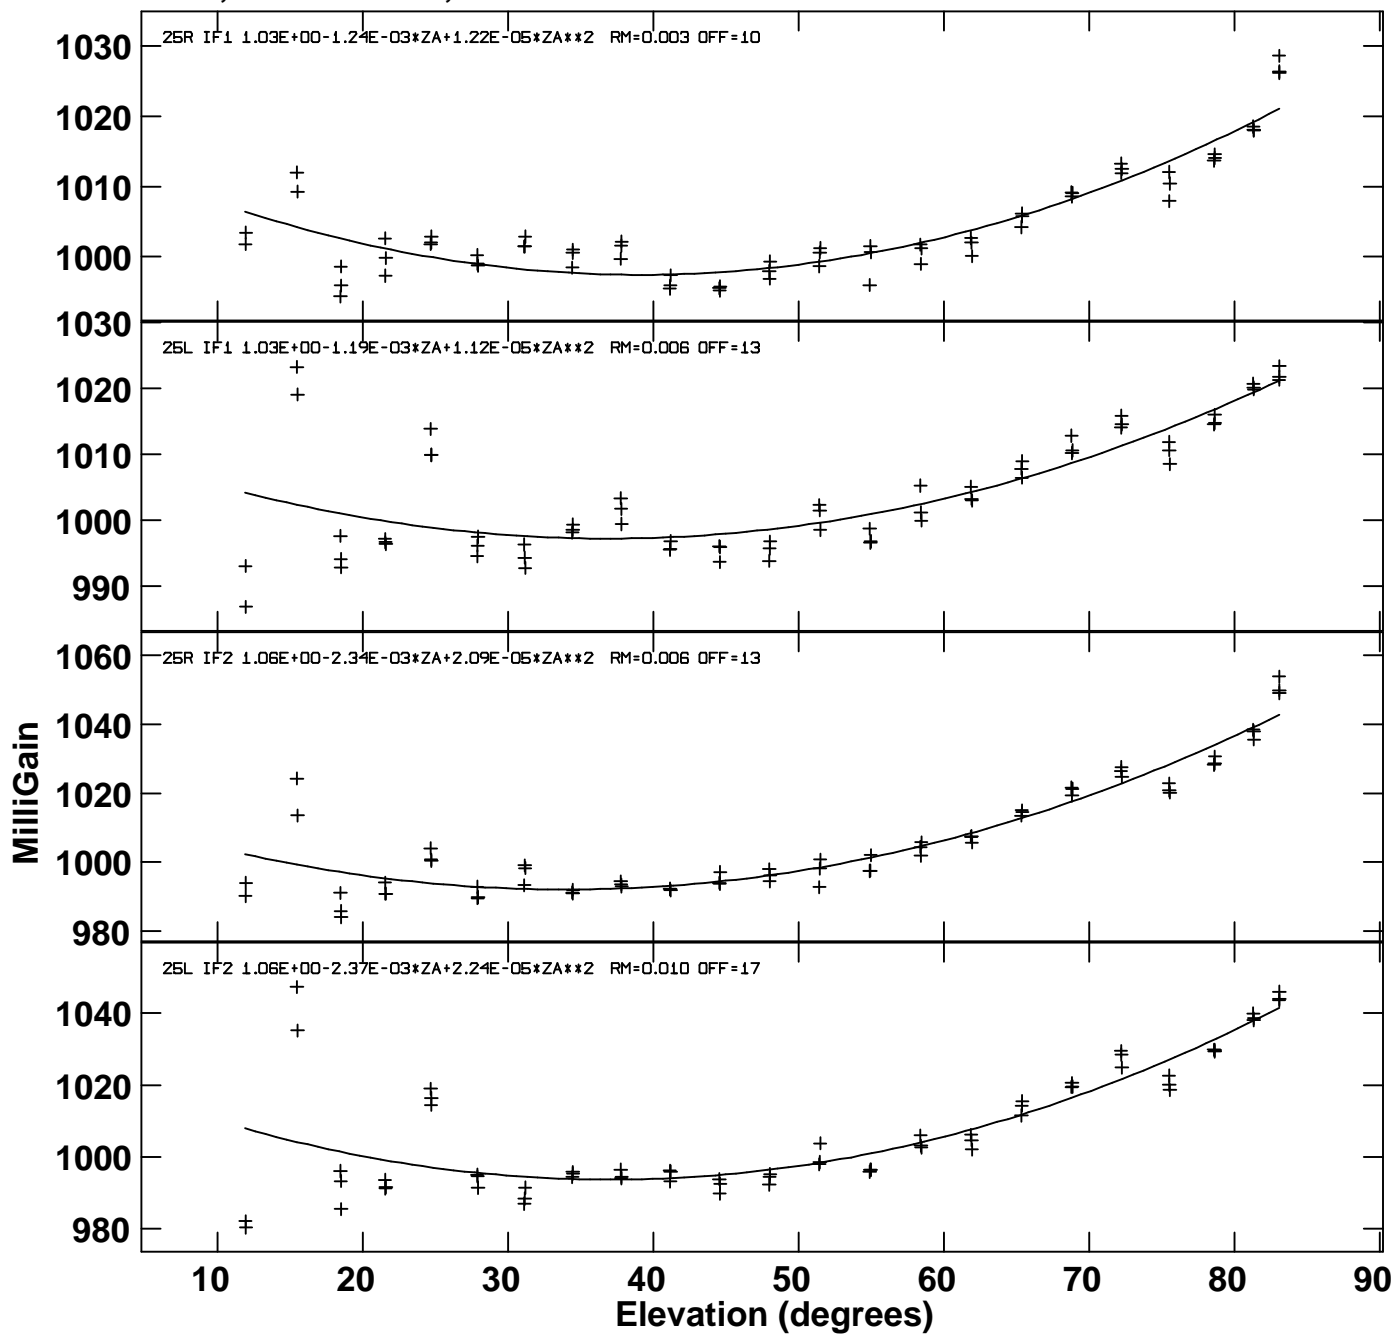 1030
25R IF1 1.03E+00-1.24E-03*ZA+1.22E-05*ZA**2 RM=0.003 OFF=10
1020
1010
1000
1030
25L IF1 1.03E+00-1.19E-03*ZA+1.12E-05*ZA**2 RM=0.006 OFF=13
1020
1010
1000
990
1060
25R IF2 1.06E+00-2.34E-03*ZA+2.09E-05*ZA**2 RM=0.006 OFF=13
1040
1020
1000
980
25L IF2 1.06E+00-2.37E-03*ZA+2.24E-05*ZA**2 RM=0.010 OFF=17
1040
1020
1000
980
MilliGain
10 20 30 40 50 60 70 80 90
Elevation (degrees)